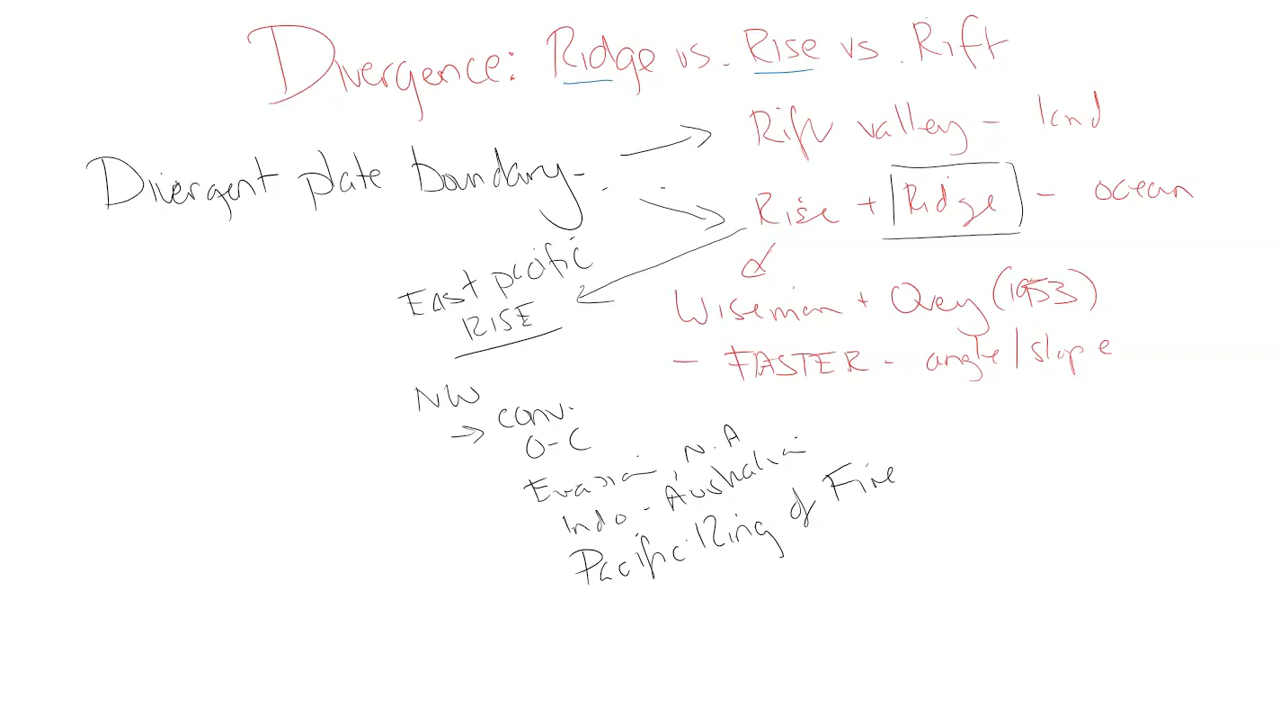 Divergence: Ridge vs. Rise vs. Rift
Rift valley - land
Divergent plate boundary -
Rise + Ridge - ocean
East pacific
RISE
Wiseman + Ovey (1953)
- FASTER - angle/slope
NW
→ conv.
O-C
Eurasian, N.A
Indo-Australian
Pacific Ring of Fire